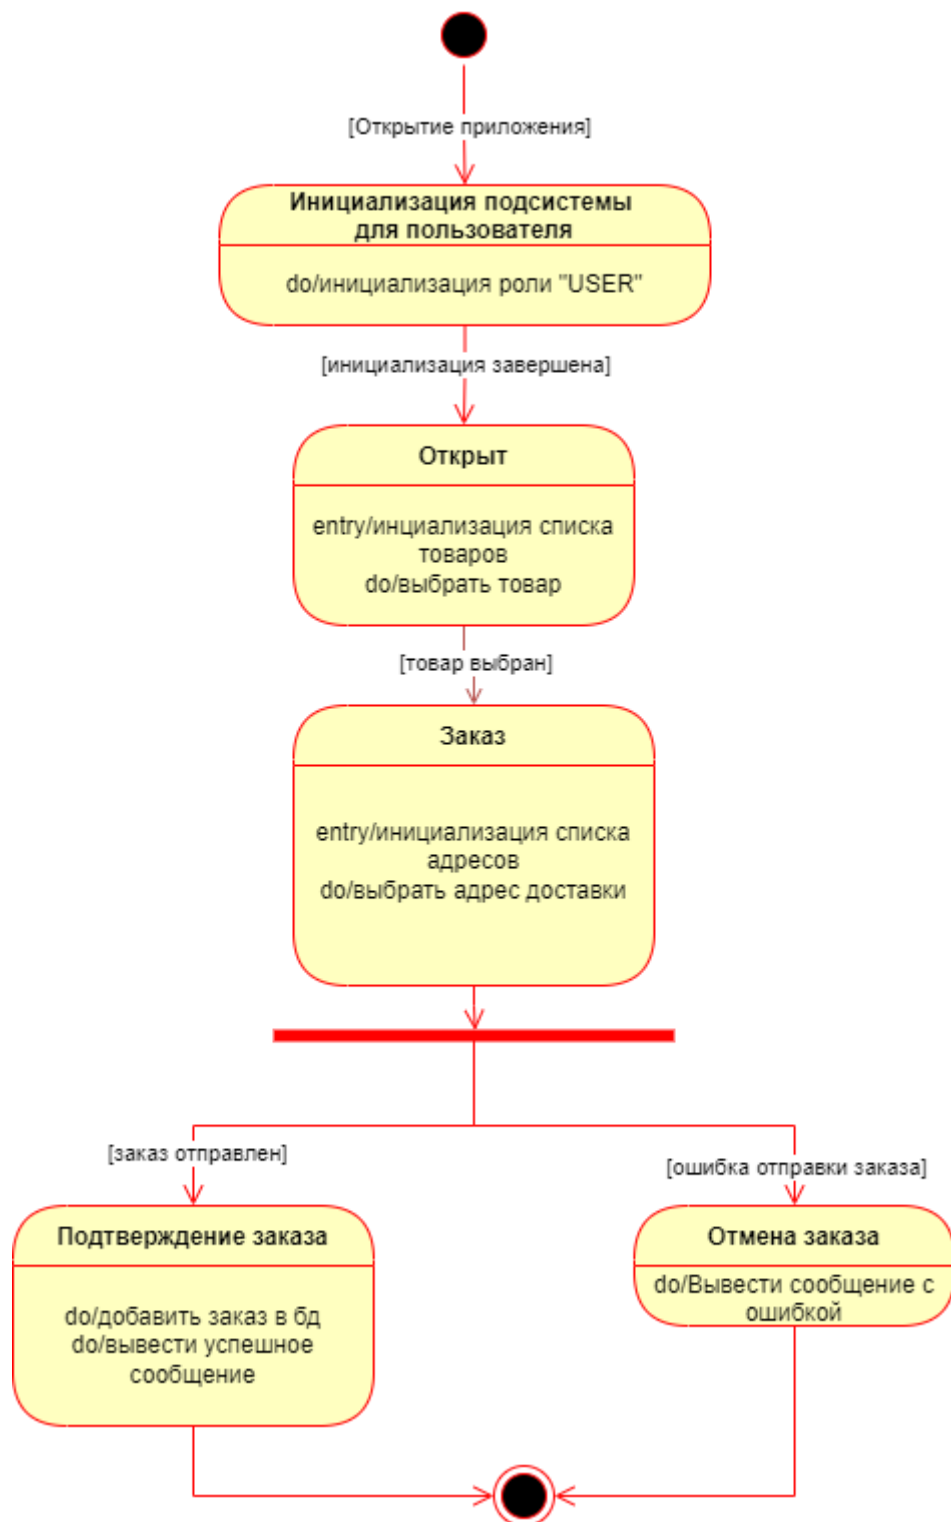 [Открытие приложения]
Инициализация подсистемы
для пользователя
do/инициализация роли "USER"
[инициализация завершена]
Открыт
entry/инциализация списка
товаров
do/выбрать товар
[товар выбран]
Заказ
entry/инициализация списка
адресов
do/выбрать адрес доставки
[заказ отправлен]
[ошибка отправки заказа]
Подтверждение заказа
do/добавить заказ в бд
do/вывести успешное
сообщение
Отмена заказа
do/Вывести сообщение с
ошибкой